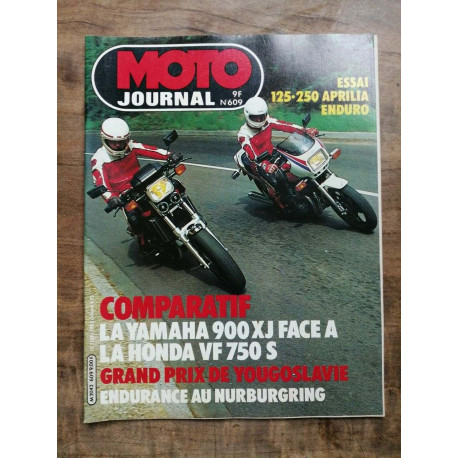 MOTO
JOURNAL
9F
N 609
ESSAI
125-250 APRILIA
ENDURO
COMPARATIF
LA YAMAHA 900 XJ FACE A
LA HONDA VF 750 S
GRAND PRIX DE YOUGOSLAVIE
ENDURANCE AU NURBURGRING